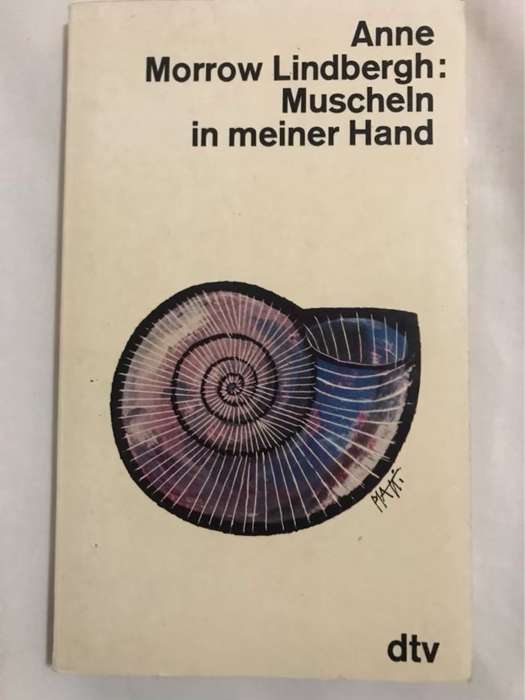 Anne
Morrow Lindbergh:
Muscheln
in meiner Hand
dtv